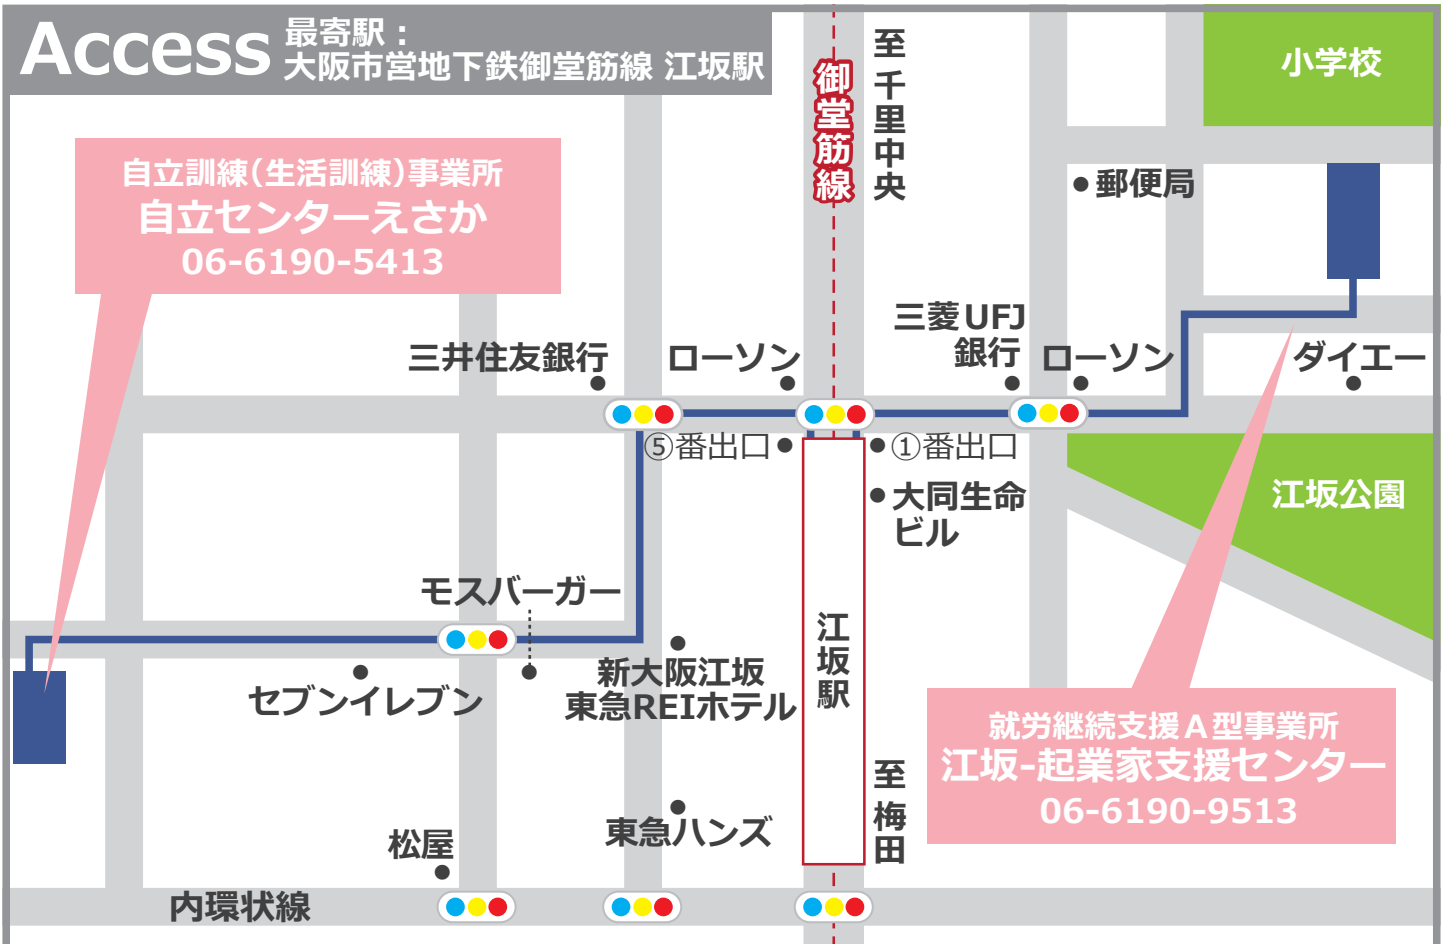 Access
最寄駅：
大阪市営地下鉄御堂筋線 江坂駅
御堂筋線
至千里中央
小学校
自立訓練(生活訓練)事業所
自立センターえさか
06-6190-5413
郵便局
三井住友銀行
ローソン
三菱UFJ
銀行
ローソン
ダイエー
⑤番出口
①番出口
大同生命
ビル
江坂公園
モスバーガー
セブンイレブン
新大阪江坂
東急REIホテル
江坂駅
就労継続支援A型事業所
江坂-起業家支援センター
06-6190-9513
至梅田
東急ハンズ
松屋
内環状線